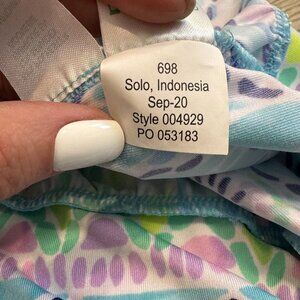 698
Solo, Indonesia
Sep-20
Style 004929
PO 053183